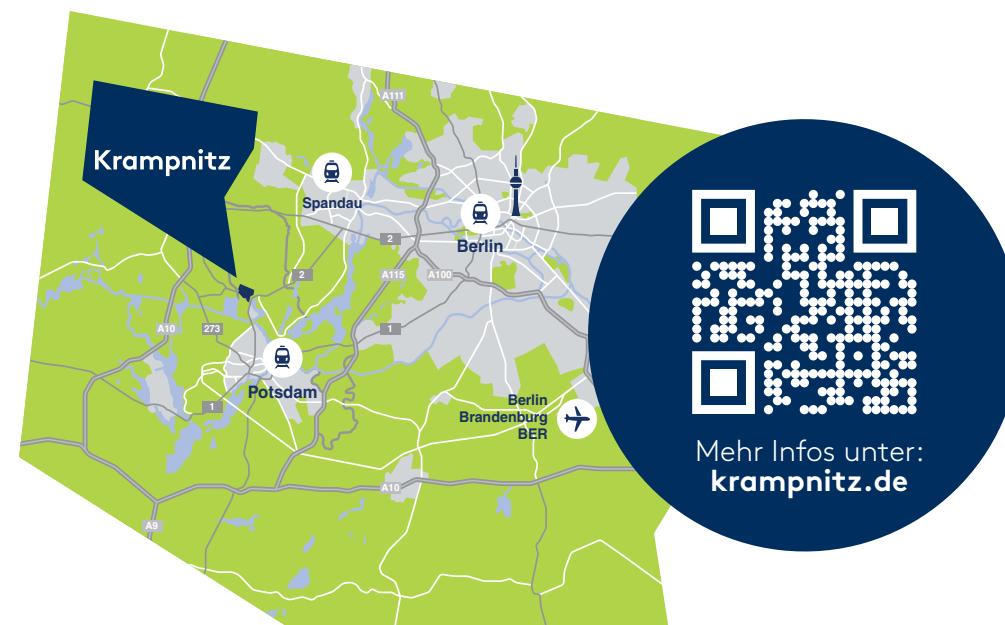 A111
Krampnitz
Spandau
Berlin
2
2
A115
A100
A10
273
1
Potsdam
1
Berlin
Brandenburg
BER
A10
A9
Mehr Infos unter:
krampnitz.de